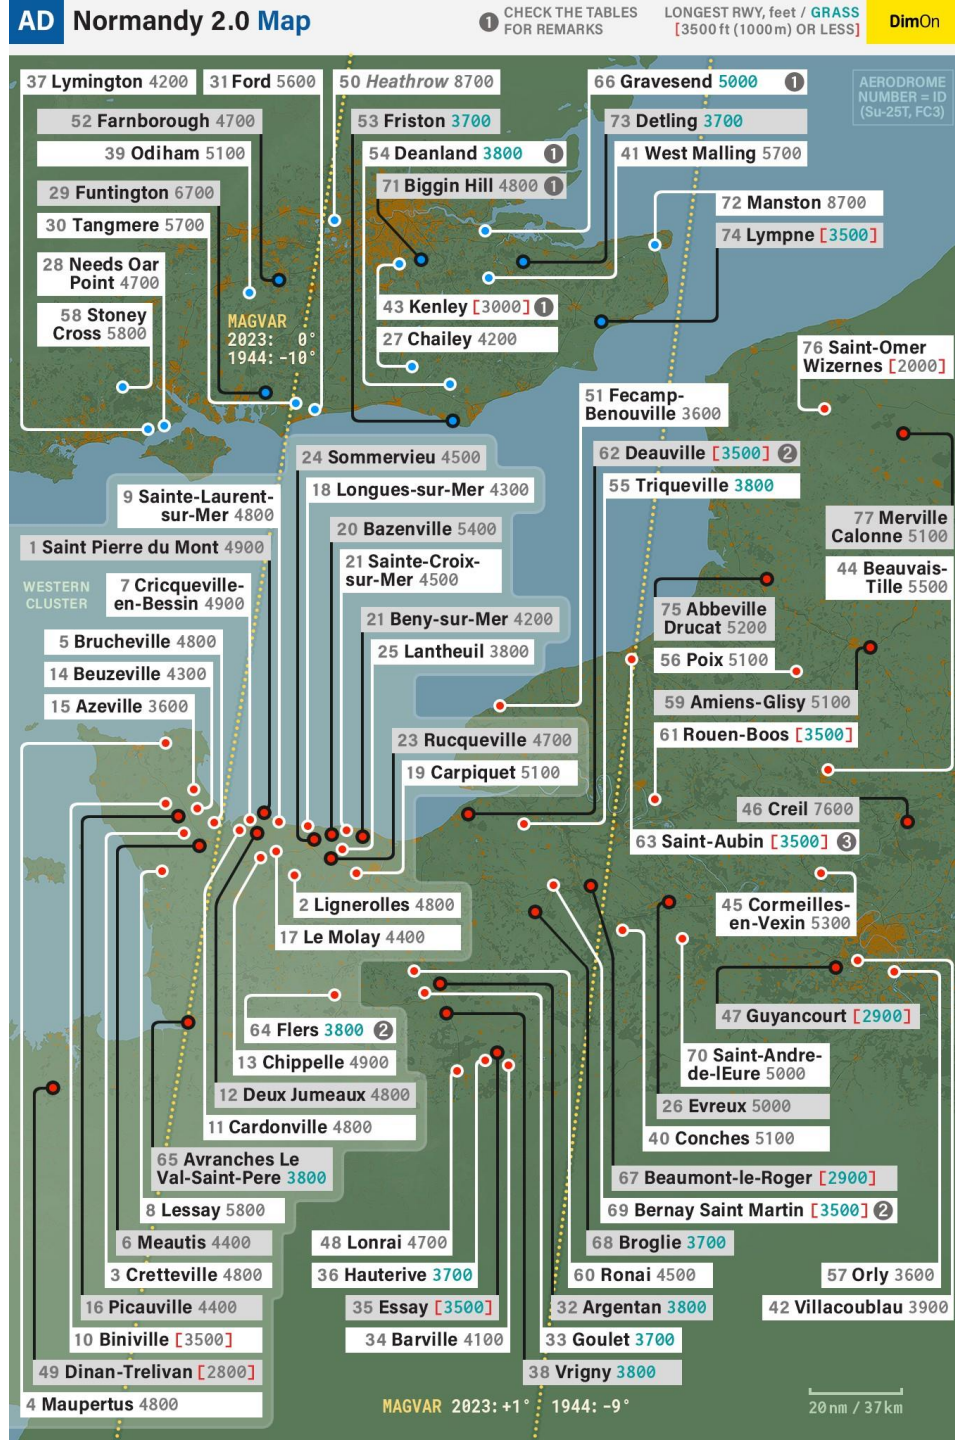 AD Normandy 2.0 Map
1 CHECK THE TABLES
FOR REMARKS
LONGEST RWY, feet / GRASS
[3500 ft (1000 m) OR LESS]
DimOn
37 Lymington 4200
31 Ford 5600
50 Heathrow 8700
66 Gravesend 5000 1
AERODROME
NUMBER = ID
(Su-25T, FC3)
52 Farnborough 4700
53 Friston 3700
73 Detling 3700
39 Odiham 5100
54 Deanland 3800 1
41 West Malling 5700
29 Funtington 6700
71 Biggin Hill 4800 1
72 Manston 8700
30 Tangmere 5700
74 Lympne [3500]
28 Needs Oar
Point 4700
58 Stoney
Cross 5800
MAGVAR
2023: 0°
1944: -10°
43 Kenley [3000] 1
27 Chailey 4200
76 Saint-Omer
Wizernes [2000]
51 Fecamp-
Benouville 3600
24 Sommervieu 4500
62 Deauville [3500] 2
18 Longues-sur-Mer 4300
55 Triqueville 3800
9 Sainte-Laurent-
sur-Mer 4800
20 Bazenville 5400
77 Merville
Calonne 5100
1 Saint Pierre du Mont 4900
21 Sainte-Croix-
sur-Mer 4500
44 Beauvais-
Tille 5500
WESTERN
CLUSTER
7 Cricqueville-
en-Bessin 4900
21 Beny-sur-Mer 4200
75 Abbeville
Drucat 5200
5 Brucheville 4800
25 Lantheuil 3800
56 Poix 5100
14 Beuzeville 4300
59 Amiens-Glisy 5100
15 Azeville 3600
23 Rucqueville 4700
61 Rouen-Boos [3500]
19 Carpiquet 5100
46 Creil 7600
63 Saint-Aubin [3500] 3
2 Lignerolles 4800
45 Cormeilles-
en-Vexin 5300
17 Le Molay 4400
64 Flers 3800 2
47 Guyancourt [2900]
13 Chippelle 4900
70 Saint-Andre-
de-lEure 5000
12 Deux Jumeaux 4800
26 Evreux 5000
11 Cardonville 4800
40 Conches 5100
65 Avranches Le
Val-Saint-Pere 3800
67 Beaumont-le-Roger [2900]
8 Lessay 5800
69 Bernay Saint Martin [3500] 2
6 Meautis 4400
48 Lonrai 4700
68 Broglie 3700
3 Cretteville 4800
36 Hauterive 3700
60 Ronai 4500
57 Orly 3600
16 Picauville 4400
35 Essay [3500]
32 Argentan 3800
42 Villacoublau 3900
10 Biniville [3500]
34 Barville 4100
33 Goulet 3700
49 Dinan-Trelivan [2800]
38 Vrigny 3800
4 Maupertus 4800
MAGVAR 2023: +1° 1944: -9°
20 nm / 37 km